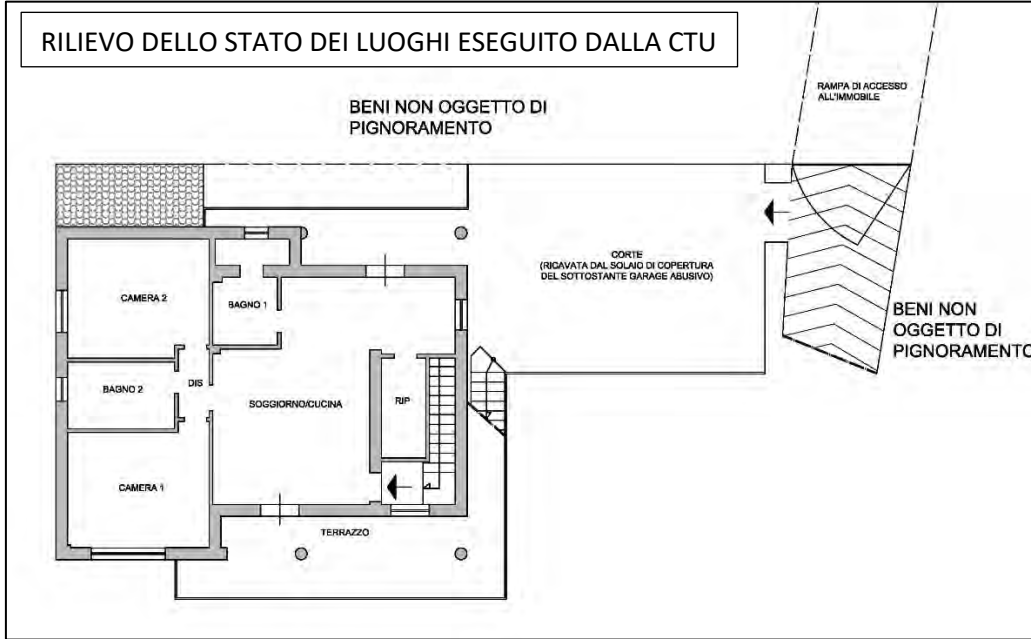 RILIEVO DELLO STATO DEI LUOGHI ESEGUITO DALLA CTU
RAMPA DI ACCESSO
ALL'IMMOBILE
BENI NON OGGETTO DI
PIGNORAMENTO
CORTE
(RICAVATA DAL SOLAIO DI COPERTURA
DEL SOTTOSTANTE GARAGE ABUSIVO)
CAMERA 2
BAGNO 1
BENI NON
OGGETTO DI
PIGNORAMENTO
BAGNO 2
DIS
SOGGIORNO/CUCINA
RIP
CAMERA 1
TERRAZZO